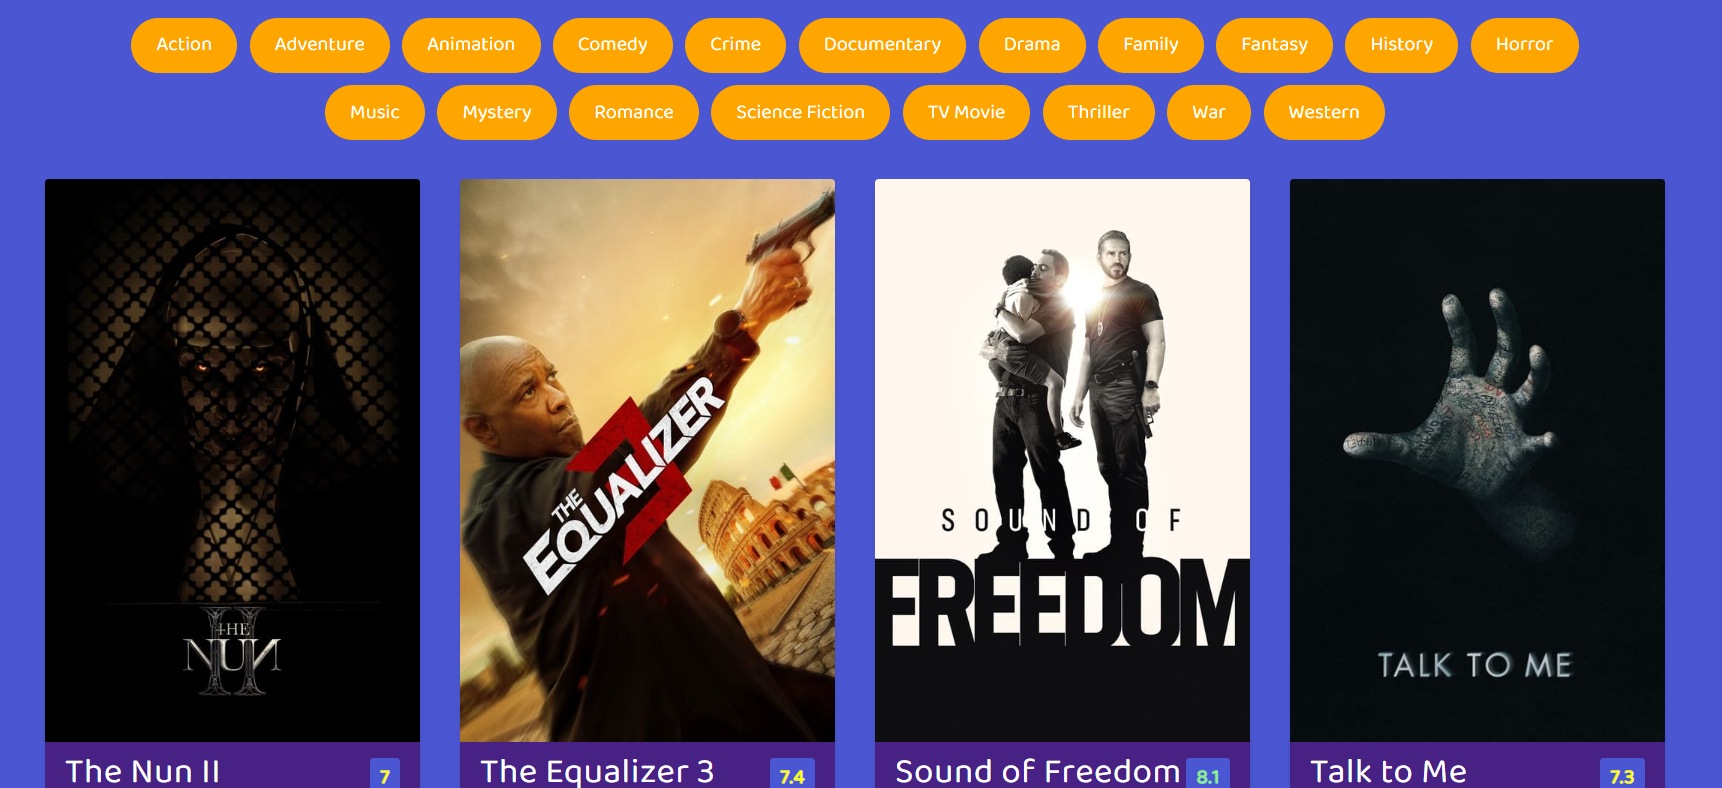 Action Adventure Animation Comedy Crime Documentary Drama Family Fantasy History Horror
Music Mystery Romance Science Fiction TV Movie Thriller War Western
THE
NUN
II
THE
EQUALIZER
3
SOUND OF
FREEDOM
TALK TO ME
The Nun II 7
The Equalizer 3 7.4
Sound of Freedom 8.1
Talk to Me 7.3